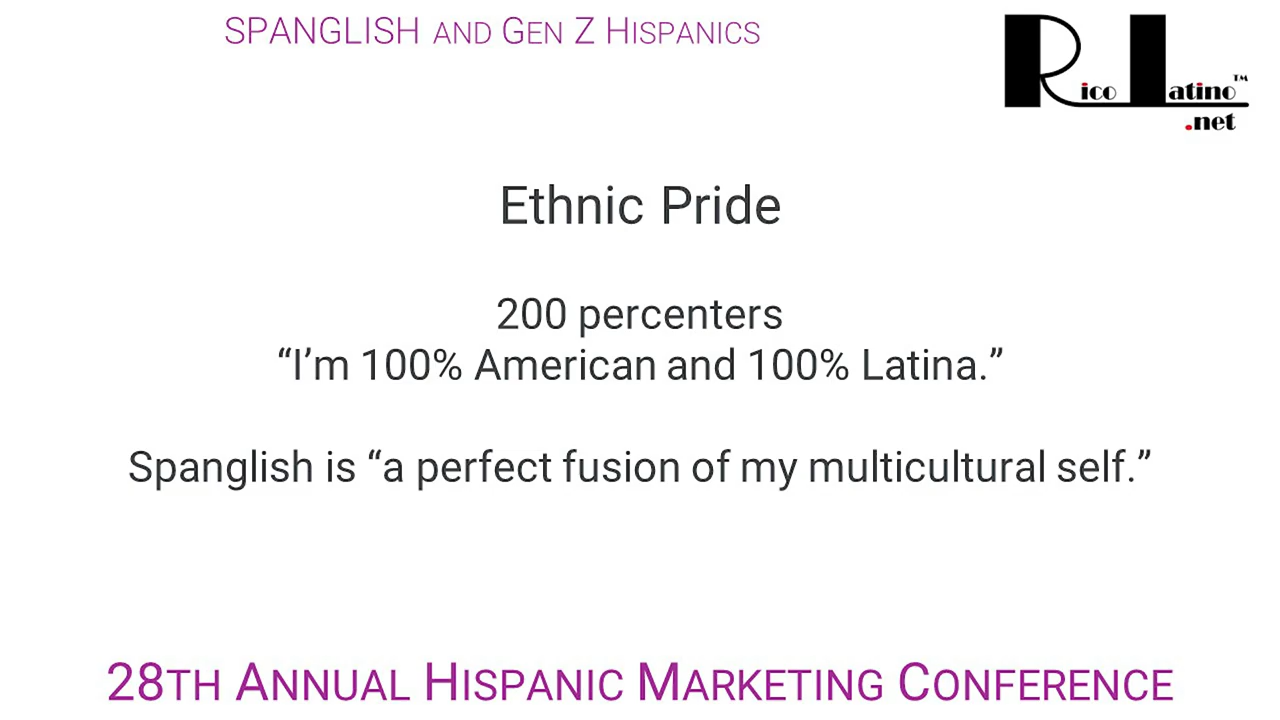 SPANGLISH AND GEN Z HISPANICS
Rico Latino™
.net
Ethnic Pride
200 percenters
“I’m 100% American and 100% Latina.”
Spanglish is “a perfect fusion of my multicultural self.”
28TH ANNUAL HISPANIC MARKETING CONFERENCE